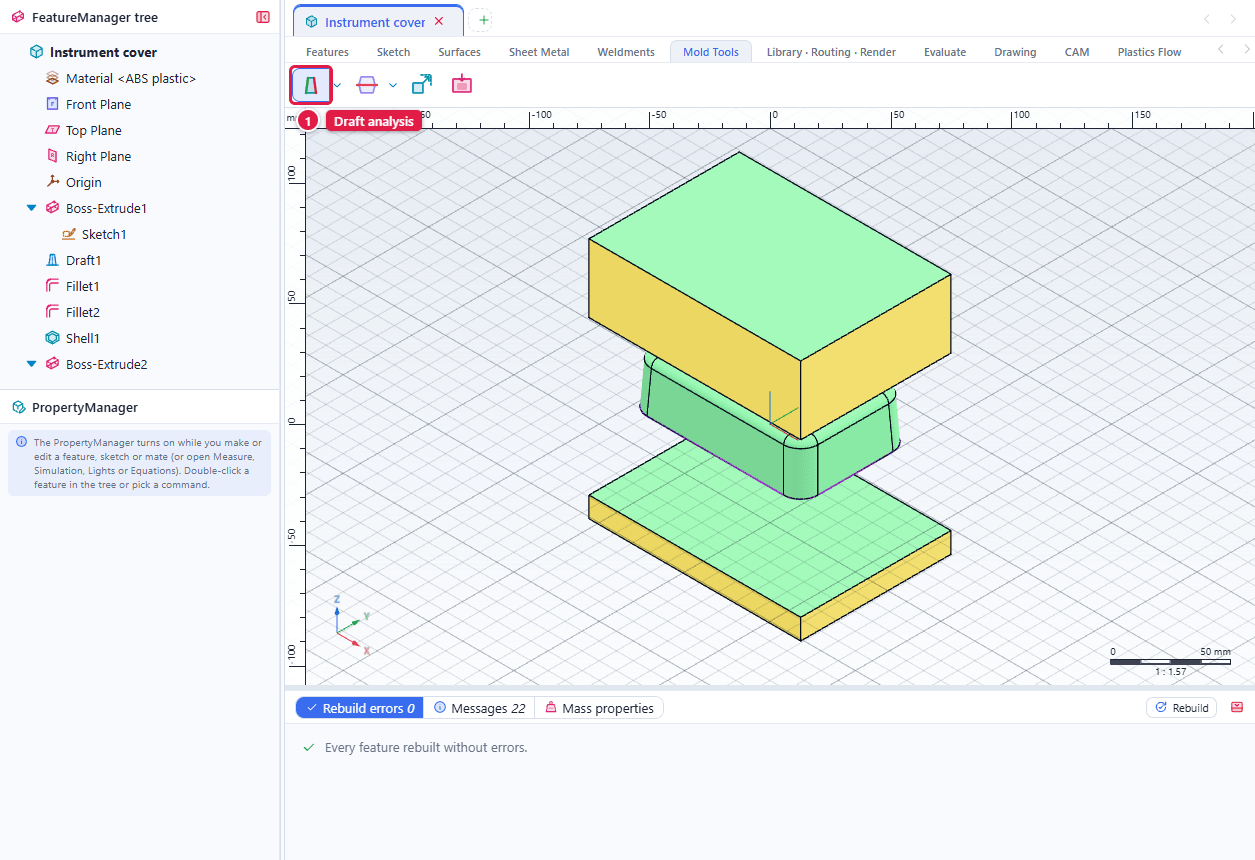 FeatureManager tree
Instrument cover
Material <ABS plastic>
Front Plane
Top Plane
Right Plane
Origin
Boss-Extrude1
Sketch1
Draft1
Fillet1
Fillet2
Shell1
Boss-Extrude2
PropertyManager
The PropertyManager turns on while you make or
edit a feature, sketch or mate (or open Measure,
Simulation, Lights or Equations). Double-click a
feature in the tree or pick a command.
Instrument cover
Features Sketch Surfaces Sheet Metal Weldments Mold Tools Library · Routing · Render Evaluate Drawing CAM Plastics Flow
1 Draft analysis
-100 -50 0 50 100 150
100
50
0
-100
Z
Y
X
0 50 mm
1 : 1.57
Rebuild errors 0 Messages 22 Mass properties Rebuild
Every feature rebuilt without errors.